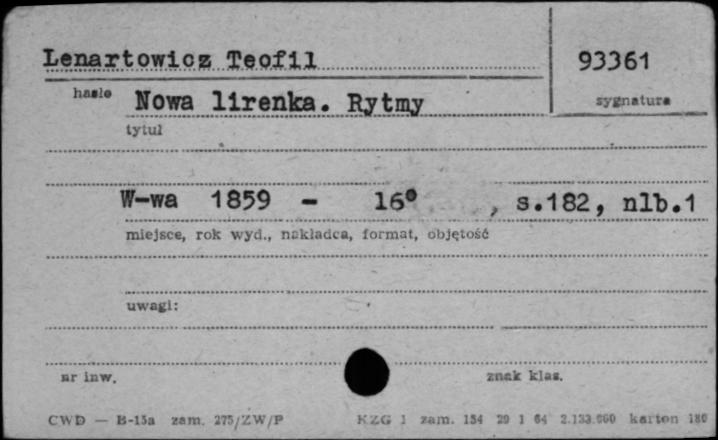 Lenartowicz Teofil 93361
hasło Nowa lirenka. Rytmy sygnatura
tytuł
W-wa 1859 - 16° , s.182, nlb.1
miejsce, rok wyd., nakładca, format, objętość
uwagi:
nr inw. znak klas.
CWD — B-15a zam. 275/ZW/P KZG 1 zam. 154 29 1 64 2.133.660 karton 180